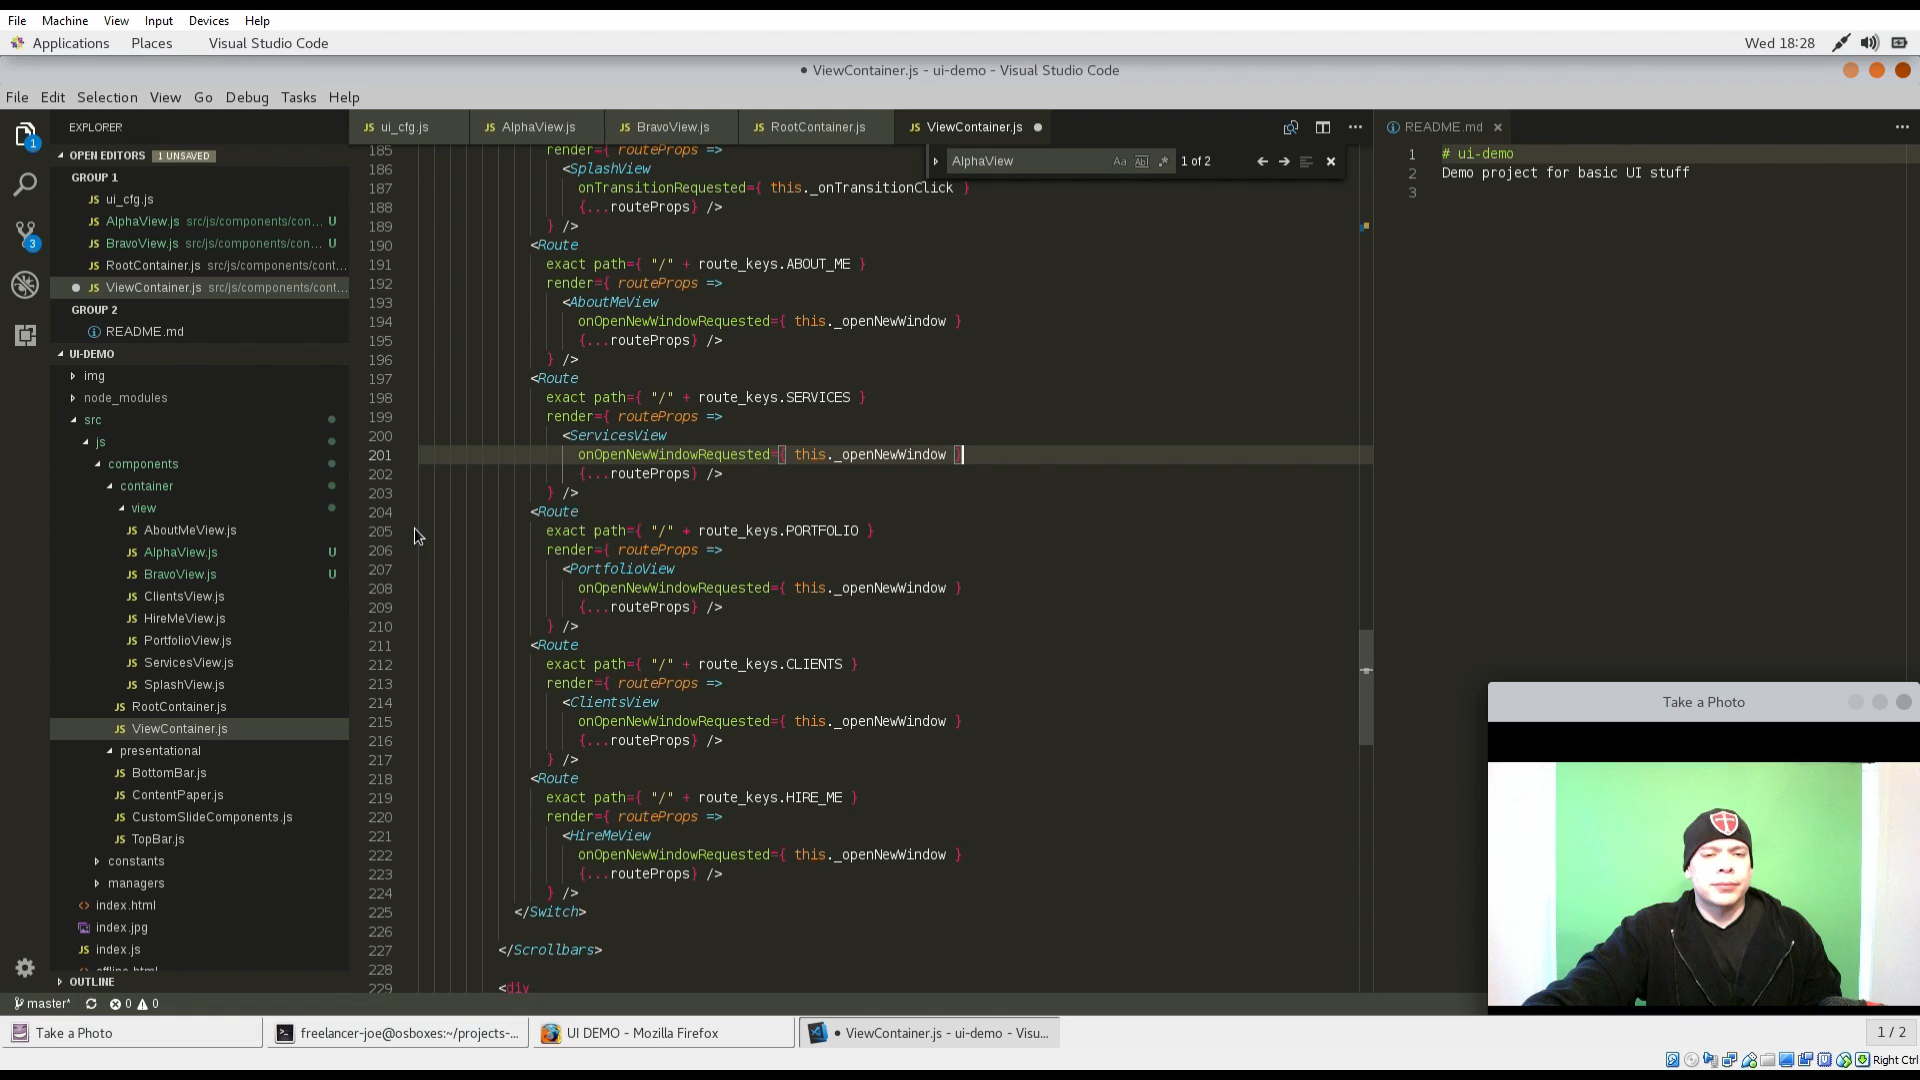 File Machine View Input Devices Help
Applications Places Visual Studio Code Wed 18:28
● ViewContainer.js - ui-demo - Visual Studio Code
File Edit Selection View Go Debug Tasks Help
EXPLORER
OPEN EDITORS 1 UNSAVED
GROUP 1
JS ui_cfg.js
JS AlphaView.js src/js/components/con... U
JS BravoView.js src/js/components/con... U
JS RootContainer.js src/js/components/cont...
● JS ViewContainer.js src/js/components/cont...
GROUP 2
README.md
UI-DEMO
img
node_modules
src
js
components
container
view
JS AboutMeView.js
JS AlphaView.js U
JS BravoView.js U
JS ClientsView.js
JS HireMeView.js
JS PortfolioView.js
JS ServicesView.js
JS SplashView.js
JS RootContainer.js
JS ViewContainer.js
presentational
JS BottomBar.js
JS ContentPaper.js
JS CustomSlideComponents.js
JS TopBar.js
constants
managers
<> index.html
index.jpg
JS index.js
offline.html
OUTLINE
1
3
JS ui_cfg.js JS AlphaView.js JS BravoView.js JS RootContainer.js JS ViewContainer.js ●
AlphaView Aa Abl .* 1 of 2
185 render={ routeProps =>
186 <SplashView
187 onTransitionRequested={ this._onTransitionClick }
188 {...routeProps} />
189 } />
190 <Route
191 exact path={ "/" + route_keys.ABOUT_ME }
192 render={ routeProps =>
193 <AboutMeView
194 onOpenNewWindowRequested={ this._openNewWindow }
195 {...routeProps} />
196 } />
197 <Route
198 exact path={ "/" + route_keys.SERVICES }
199 render={ routeProps =>
200 <ServicesView
201 onOpenNewWindowRequested={ this._openNewWindow }
202 {...routeProps} />
203 } />
204 <Route
205 exact path={ "/" + route_keys.PORTFOLIO }
206 render={ routeProps =>
207 <PortfolioView
208 onOpenNewWindowRequested={ this._openNewWindow }
209 {...routeProps} />
210 } />
211 <Route
212 exact path={ "/" + route_keys.CLIENTS }
213 render={ routeProps =>
214 <ClientsView
215 onOpenNewWindowRequested={ this._openNewWindow }
216 {...routeProps} />
217 } />
218 <Route
219 exact path={ "/" + route_keys.HIRE_ME }
220 render={ routeProps =>
221 <HireMeView
222 onOpenNewWindowRequested={ this._openNewWindow }
223 {...routeProps} />
224 } />
225 </Switch>
226
227 </Scrollbars>
228
229 <div
README.md
1 # ui-demo
2 Demo project for basic UI stuff
3
Take a Photo
master* 0 0
Take a Photo freelancer-joe@osboxes:~/projects-... UI DEMO - Mozilla Firefox ● ViewContainer.js - ui-demo - Visu... 1 / 2
Right Ctrl